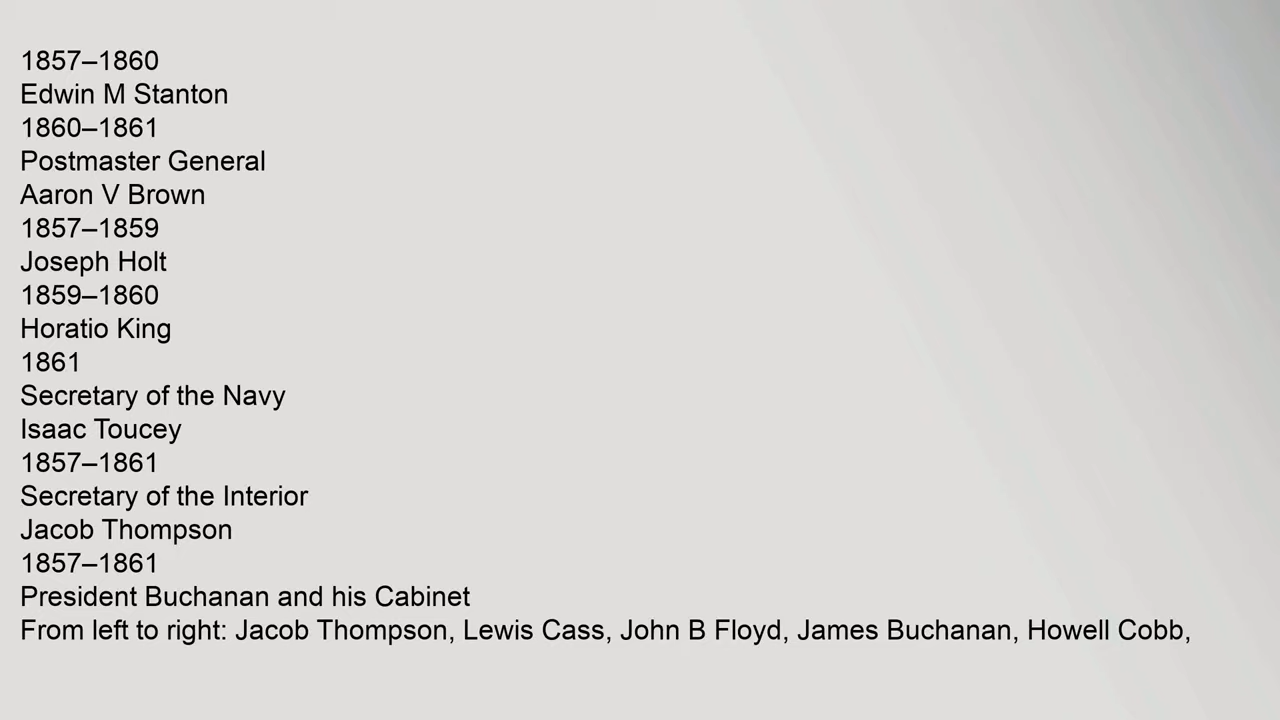 1857–1860
Edwin M Stanton
1860–1861
Postmaster General
Aaron V Brown
1857–1859
Joseph Holt
1859–1860
Horatio King
1861
Secretary of the Navy
Isaac Toucey
1857–1861
Secretary of the Interior
Jacob Thompson
1857–1861
President Buchanan and his Cabinet
From left to right: Jacob Thompson, Lewis Cass, John B Floyd, James Buchanan, Howell Cobb,